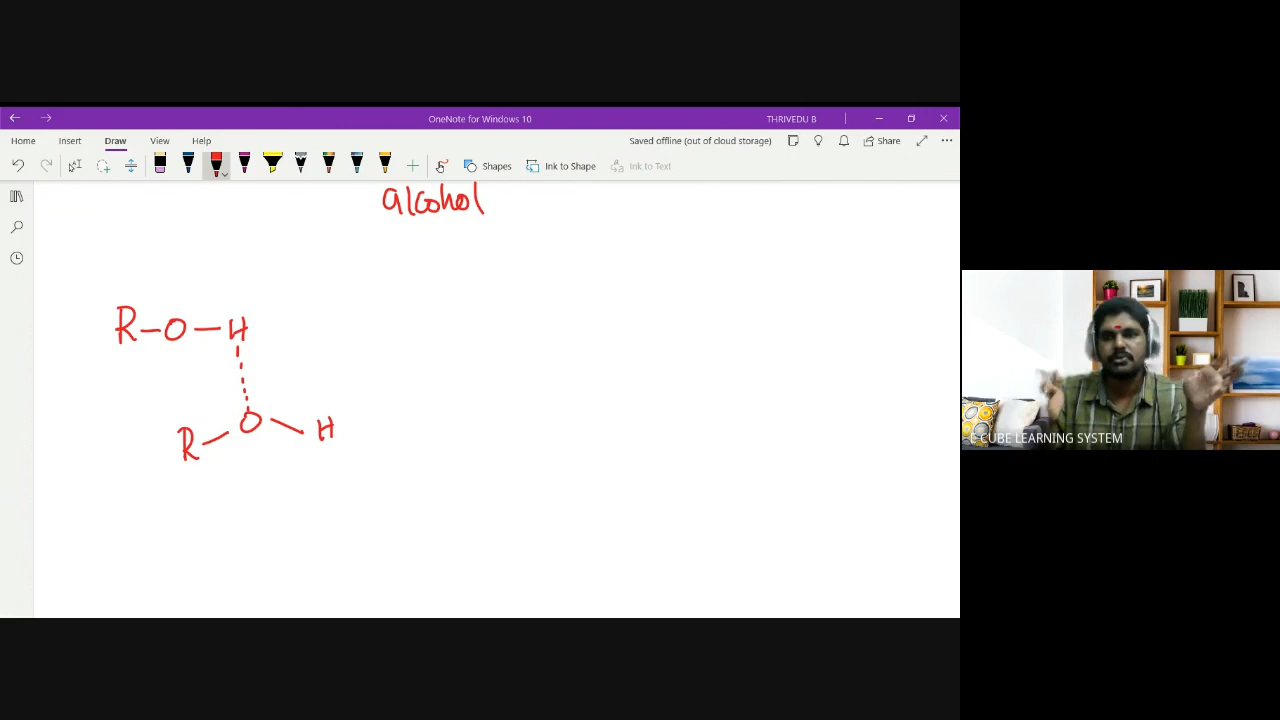 OneNote for Windows 10
THRIVEDU B
Home Insert Draw View Help
Saved offline (out of cloud storage)
Share
Shapes
Ink to Shape
Ink to Text
alcohol
R-O-H
R-O-H
E CUBE LEARNING SYSTEM